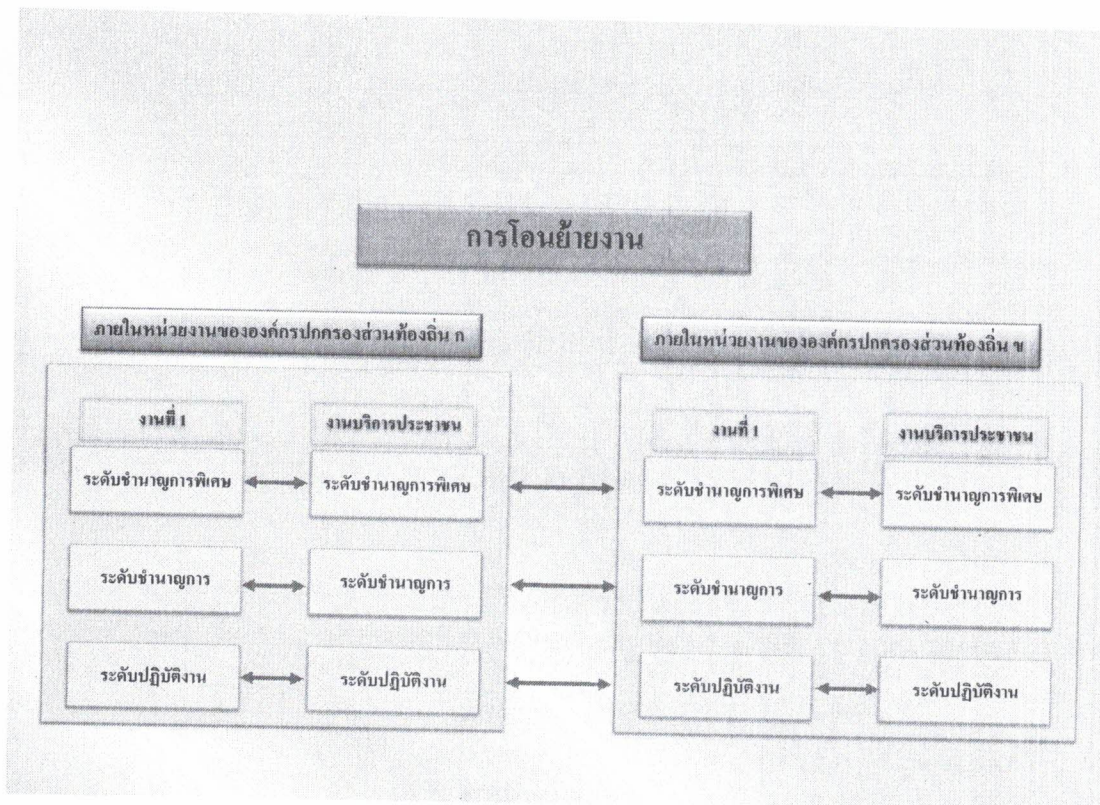 การโอนย้ายงาน
ภายในหน่วยงานขององค์กรปกครองส่วนท้องถิ่น ก
งานที่ 1
งานบริการประชาชน
ระดับชำนาญการพิเศษ
ระดับชำนาญการพิเศษ
ระดับชำนาญการ
ระดับชำนาญการ
ระดับปฏิบัติงาน
ระดับปฏิบัติงาน
ภายในหน่วยงานขององค์กรปกครองส่วนท้องถิ่น ข
งานที่ 1
งานบริการประชาชน
ระดับชำนาญการพิเศษ
ระดับชำนาญการพิเศษ
ระดับชำนาญการ
ระดับชำนาญการ
ระดับปฏิบัติงาน
ระดับปฏิบัติงาน